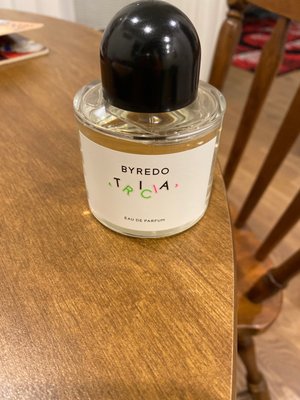 BYREDO
TRICIA
EAU DE PARFUM